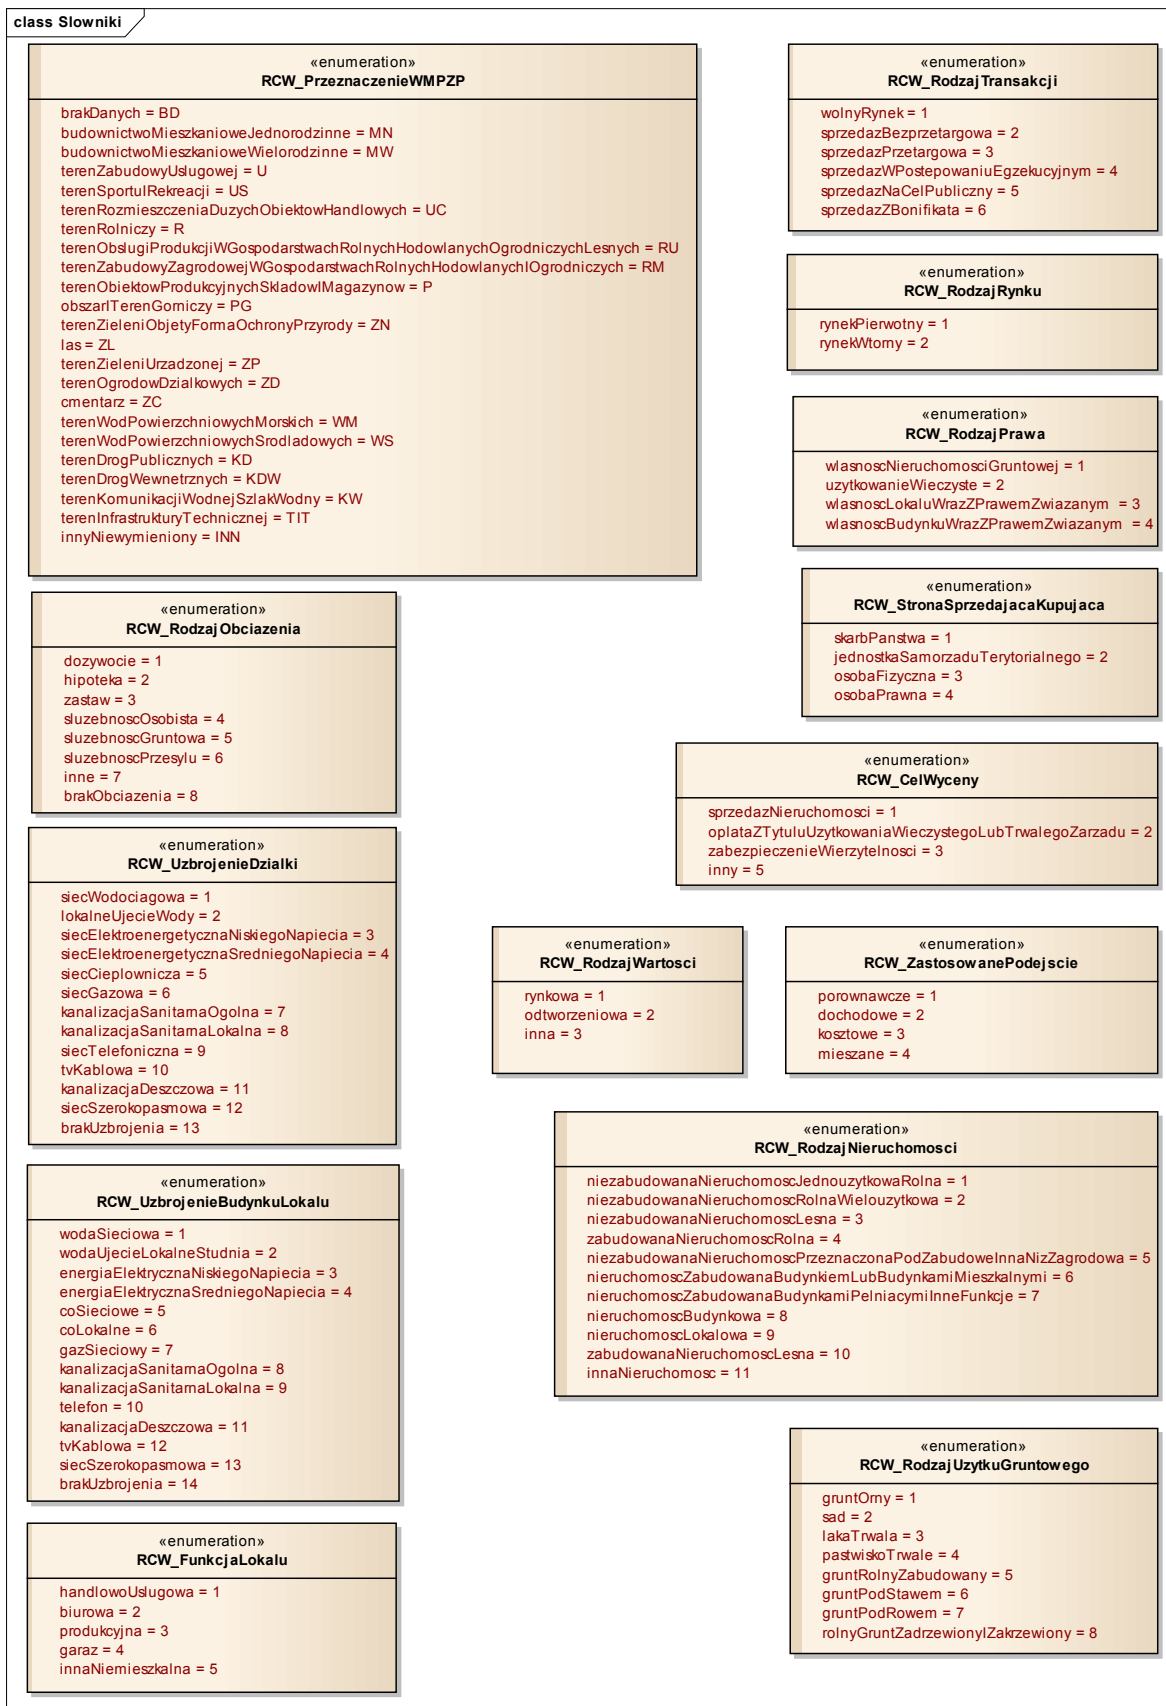 class Slowniki
«enumeration»
RCW_PrzeznaczenieWMPZP
brakDanych = BD
budownictwoMieszkanioweJednorodzinne = MN
budownictwoMieszkanioweWielorodzinne = MW
terenZabudowyUslugowej = U
terenSportuIRekreacji = US
terenRozmieszczeniaDuzychObiektowHandlowych = UC
terenRolniczy = R
terenObslugiProdukcjiWGospodarstwachRolnychHodowlanychOgrodniczychLesnych = RU
terenZabudowyZagrodowejWGospodarstwachRolnychHodowlanychIOgrodniczych = RM
terenObiektowProdukcyjnychSkladowIMagazynow = P
obszarITerenGorniczy = PG
terenZieleniObjetyFormaOchronyPrzyrody = ZN
las = ZL
terenZieleniUrzadzonej = ZP
terenOgrodowDzialkowych = ZD
cmentarz = ZC
terenWodPowierzchniowychMorskich = WM
terenWodPowierzchniowychSrodladowych = WS
terenDrogPublicznych = KD
terenDrogWewnetrznych = KDW
terenKomunikacjiWodnejSzlakWodny = KW
terenInfrastrukturyTechnicznej = TIT
innyNiewymieniony = INN
«enumeration»
RCW_RodzajTransakcji
wolnyRynek = 1
sprzedazBezprzetargowa = 2
sprzedazPrzetargowa = 3
sprzedazWPostepowaniuEgzekucyjnym = 4
sprzedazNaCelPubliczny = 5
sprzedazZBonifikata = 6
«enumeration»
RCW_RodzajRynku
rynekPierwotny = 1
rynekWtorny = 2
«enumeration»
RCW_RodzajPrawa
wlasnoscNieruchomosciGruntowej = 1
uzytkowanieWieczyste = 2
wlasnoscLokaluWrazZPrawemZwiazanym = 3
wlasnoscBudynkuWrazZPrawemZwiazanym = 4
«enumeration»
RCW_StronaSprzedajacaKupujaca
skarbPanstwa = 1
jednostkaSamorzaduTerytorialnego = 2
osobaFizyczna = 3
osobaPrawna = 4
«enumeration»
RCW_RodzajObciazenia
dozywocie = 1
hipoteka = 2
zastaw = 3
sluzebnoscOsobista = 4
sluzebnoscGruntowa = 5
sluzebnoscPrzesylu = 6
inne = 7
brakObciazenia = 8
«enumeration»
RCW_CelWyceny
sprzedazNieruchomosci = 1
oplataZTytuluUzytkowaniaWieczystegoLubTrwalegoZarzadu = 2
zabezpieczenieWierzytelnosci = 3
inny = 5
«enumeration»
RCW_UzbrojenieDzialki
siecWodociagowa = 1
lokalneUjecieWody = 2
siecElektroenergetycznaNiskiegoNapiecia = 3
siecElektroenergetycznaSredniegoNapiecia = 4
siecCieplownicza = 5
siecGazowa = 6
kanalizacjaSanitarnaOgolna = 7
kanalizacjaSanitarnaLokalna = 8
siecTelefoniczna = 9
tvKablowa = 10
kanalizacjaDeszczowa = 11
siecSzerokopasmowa = 12
brakUzbrojenia = 13
«enumeration»
RCW_RodzajWartosci
rynkowa = 1
odtworzeniowa = 2
inna = 3
«enumeration»
RCW_ZastosowanePodejscie
porownawcze = 1
dochodowe = 2
kosztowe = 3
mieszane = 4
«enumeration»
RCW_RodzajNieruchomosci
niezabudowanaNieruchomoscJednouzytkowaRolna = 1
niezabudowanaNieruchomoscRolnaWielouzytkowa = 2
niezabudowanaNieruchomoscLesna = 3
zabudowanaNieruchomoscRolna = 4
niezabudowanaNieruchomoscPrzeznaczonaPodZabudoweInnaNizZagrodowa = 5
nieruchomoscZabudowanaBudynkiemLubBudynkamiMieszkalnymi = 6
nieruchomoscZabudowanaBudynkamiPelniacymiInneFunkcje = 7
nieruchomoscBudynkowa = 8
nieruchomoscLokalowa = 9
zabudowanaNieruchomoscLesna = 10
innaNieruchomosc = 11
«enumeration»
RCW_UzbrojenieBudynkuLokalu
wodaSieciowa = 1
wodaUjecieLokalneStudnia = 2
energiaElektrycznaNiskiegoNapiecia = 3
energiaElektrycznaSredniegoNapiecia = 4
coSieciowe = 5
coLokalne = 6
gazSieciowy = 7
kanalizacjaSanitarnaOgolna = 8
kanalizacjaSanitarnaLokalna = 9
telefon = 10
kanalizacjaDeszczowa = 11
tvKablowa = 12
siecSzerokopasmowa = 13
brakUzbrojenia = 14
«enumeration»
RCW_RodzajUzytkuGruntowego
gruntOrny = 1
sad = 2
lakaTrwala = 3
pastwiskoTrwale = 4
gruntRolnyZabudowany = 5
gruntPodStawem = 6
gruntPodRowem = 7
rolnyGruntZadrzewionyIZakrzewiony = 8
«enumeration»
RCW_FunkcjaLokalu
handlowoUslugowa = 1
biurowa = 2
produkcyjna = 3
garaz = 4
innaNiemieszkalna = 5